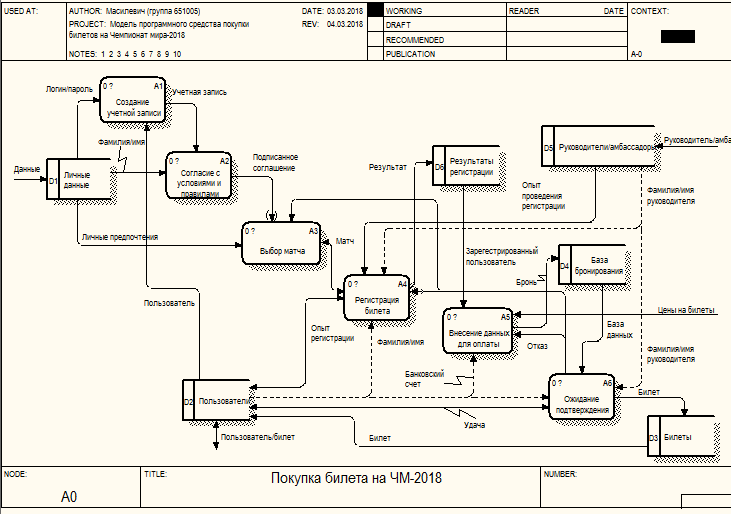 USED AT:
AUTHOR: Масилевич (группа 651005)
DATE: 03.03.2018
PROJECT: Модель программного средства покупки
билетов на Чемпионат мира-2018
REV: 04.03.2018
NOTES: 1 2 3 4 5 6 7 8 9 10
WORKING
DRAFT
RECOMMENDED
PUBLICATION
READER
DATE
CONTEXT:
A-0
Логин/пароль
0 ?
A1
Создание
учетной записи
Учетная запись
Фамилия/имя
Данные
D1
Личные
данные
0 ?
A2
Согласие с
условиями и
правилами
Подписанное
соглашение
Результат
D6
Результаты
регистрации
D5
Руководители/амбассадоры
Руководитель/амба
Опыт
проведения
регистрации
Фамилия/имя
руководителя
Личные предпочтения
0 ?
A3
Выбор матча
Матч
Зарегестрированный
пользователь
D4
База
бронирования
Бронь
Пользователь
0 ?
A4
Регистрация
билета
0 ?
A5
Внесение данных
для оплаты
Цены на билеты
Опыт
регистрации
Фамилия/имя
Отказ
База
данных
Фамилия/имя
руководителя
Банковский
счет
D2
Пользователи
0 ?
A6
Ожидание
подтверждения
Билет
Удача
Пользователь/билет
Билет
D3
Билеты
NODE:
A0
TITLE:
Покупка билета на ЧМ-2018
NUMBER: